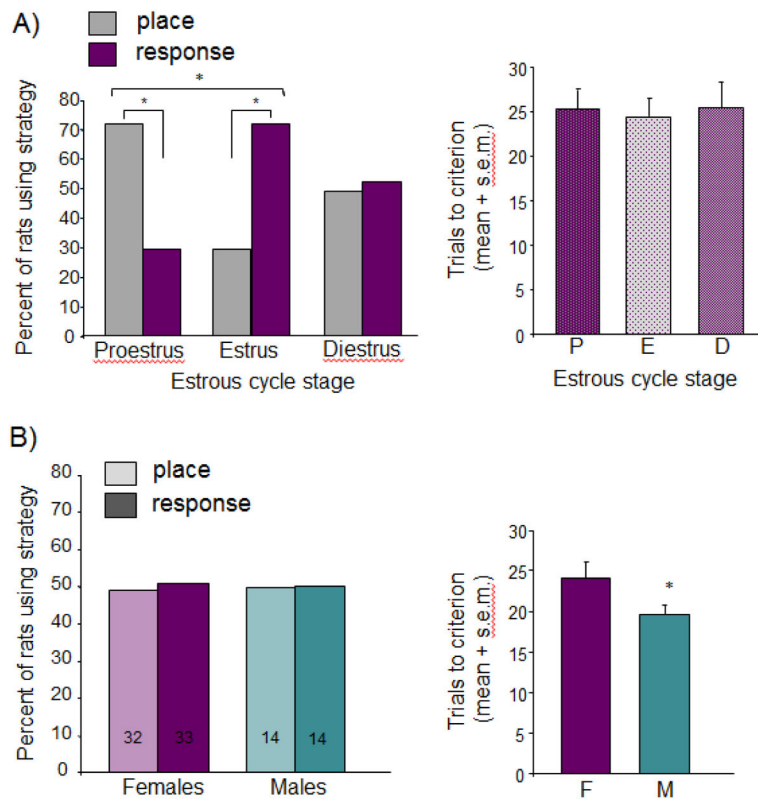 A)
place
response
*
*
*
80
70
60
50
40
30
20
10
0
Percent of rats using strategy
Proestrus
Estrus
Diestrus
Estrous cycle stage
30
25
20
15
10
5
0
Trials to criterion
(mean + s.e.m.)
P
E
D
Estrous cycle stage
B)
place
response
80
70
60
50
40
30
20
10
0
Percent of rats using strategy
32
33
14
14
Females
Males
30
25
20
15
10
5
0
Trials to criterion
(mean + s.e.m.)
*
F
M